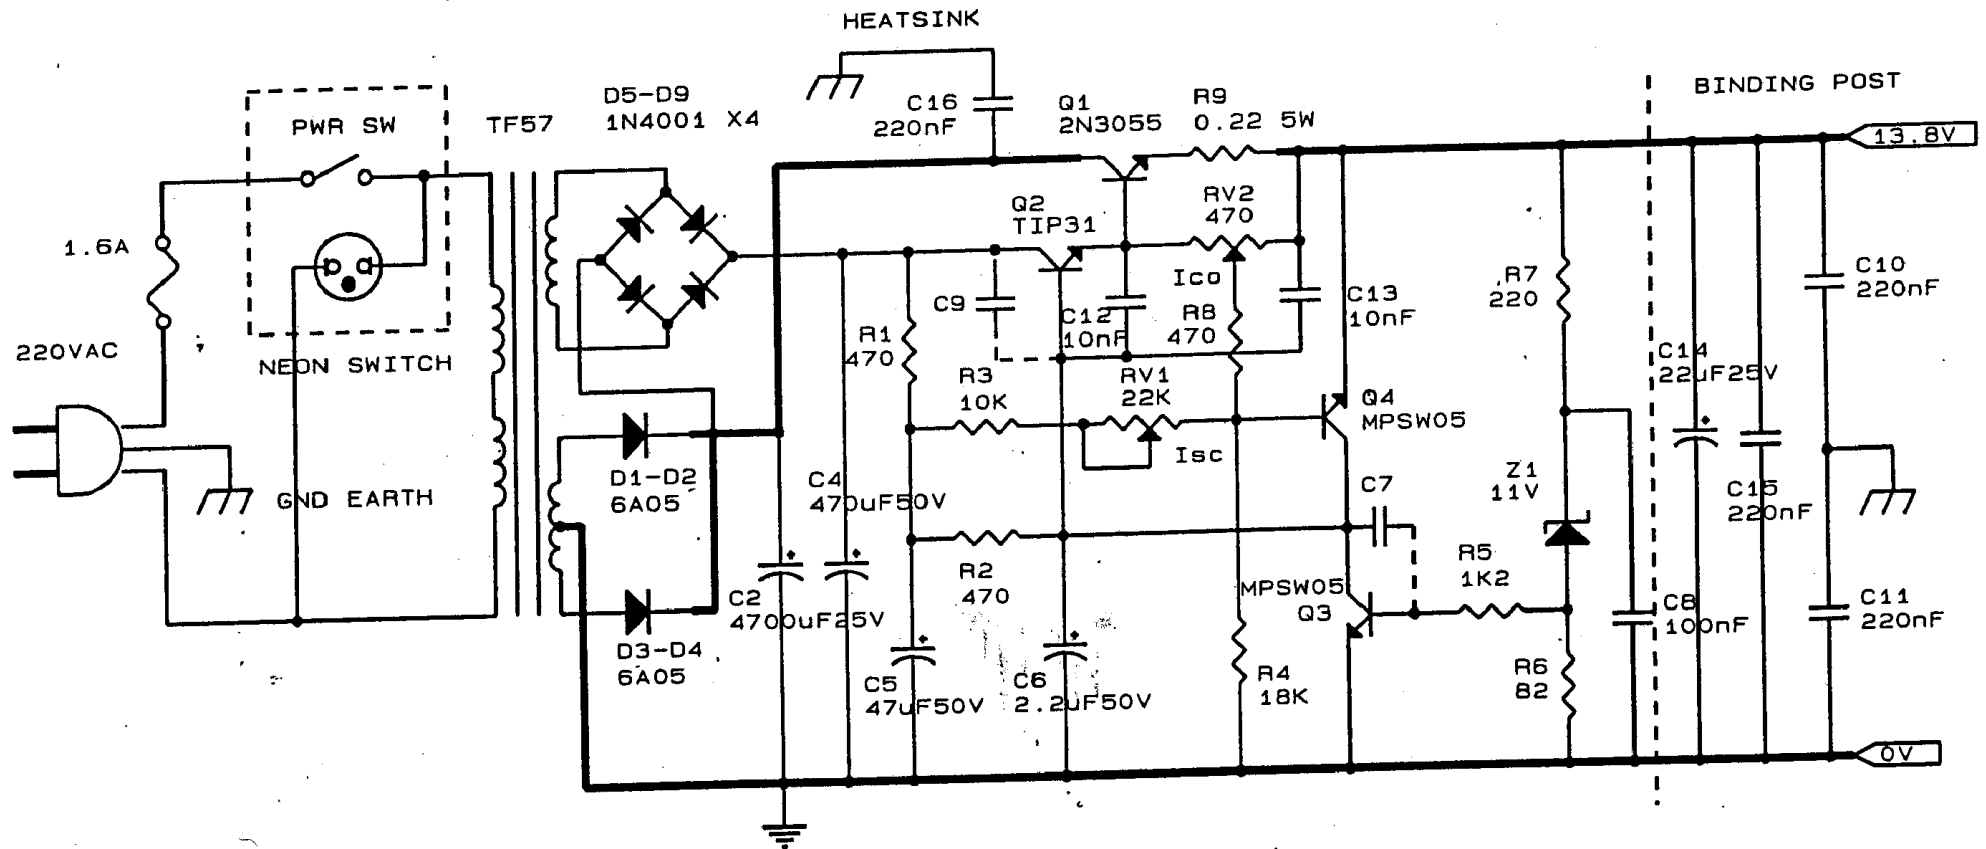 HEATSINK
D5-D9
1N4001 X4
C16
220nF
Q1
2N3055
R9
0.22 5W
BINDING POST
PWR SW
TF57
13.8V
1.6A
Q2
TIP31
RV2
470
Ico
R7
220
C10
220nF
C9
C12
10nF
R8
470
C13
10nF
R1
470
220VAC
NEON SWITCH
C14
22uF25V
R3
10K
RV1
22K
Q4
MPSW05
Isc
GND EARTH
D1-D2
6A05
C4
470uF50V
C7
Z1
11V
C15
220nF
R2
470
R5
1K2
MPSW05
Q3
C2
4700uF25V
C8
100nF
C11
220nF
D3-D4
6A05
C5
47uF50V
C6
2.2uF50V
R4
18K
R6
82
0V